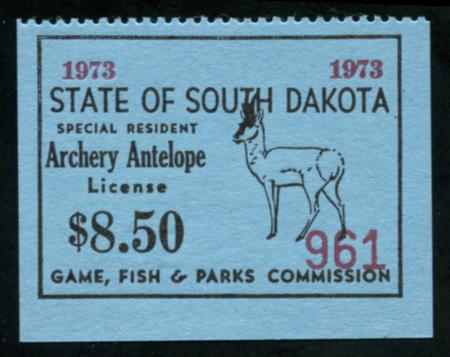 1973 1973
STATE OF SOUTH DAKOTA
SPECIAL RESIDENT
Archery Antelope
License
$8.50
961
GAME, FISH & PARKS COMMISSION